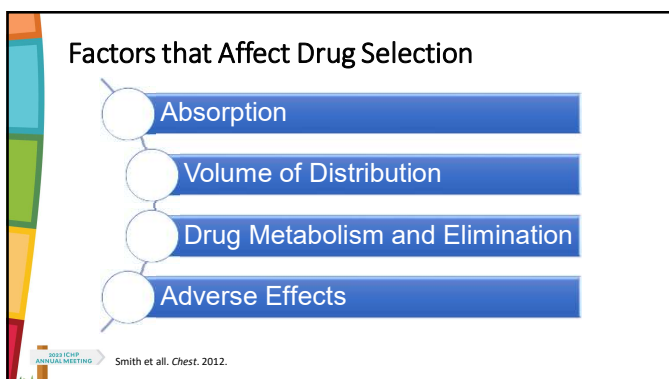 Factors that Affect Drug Selection
Absorption
Volume of Distribution
Drug Metabolism and Elimination
Adverse Effects
2023 ICHP
ANNUAL MEETING
Smith et all. Chest. 2012.